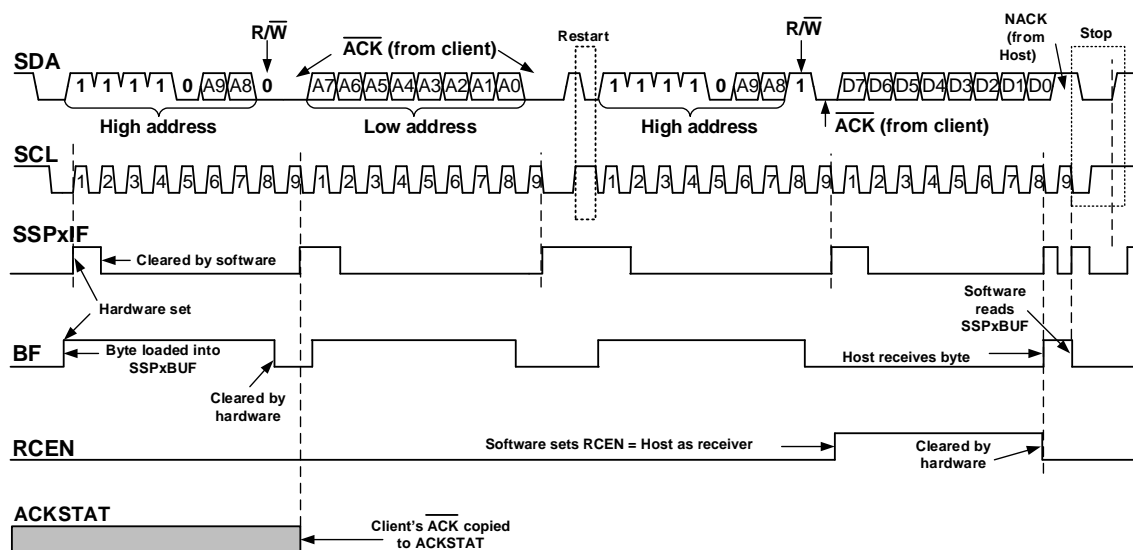 R/W
ACK (from client)
Restart
R/W
NACK
(from
Host)
Stop
SDA
1 1 1 1 0 A9 A8 0 A7 A6 A5 A4 A3 A2 A1 A0 1 1 1 1 0 A9 A8 1 D7 D6 D5 D4 D3 D2 D1 D0
High address
Low address
High address
ACK (from client)
SCL
1 2 3 4 5 6 7 8 9 1 2 3 4 5 6 7 8 9 1 2 3 4 5 6 7 8 9 1 2 3 4 5 6 7 8 9
SSPxIF
Cleared by software
Hardware set
Software
reads
SSPxBUF
BF
Byte loaded into
SSPxBUF
Host receives byte
Cleared by
hardware
RCEN
Software sets RCEN = Host as receiver
Cleared by
hardware
ACKSTAT
Client's ACK copied
to ACKSTAT